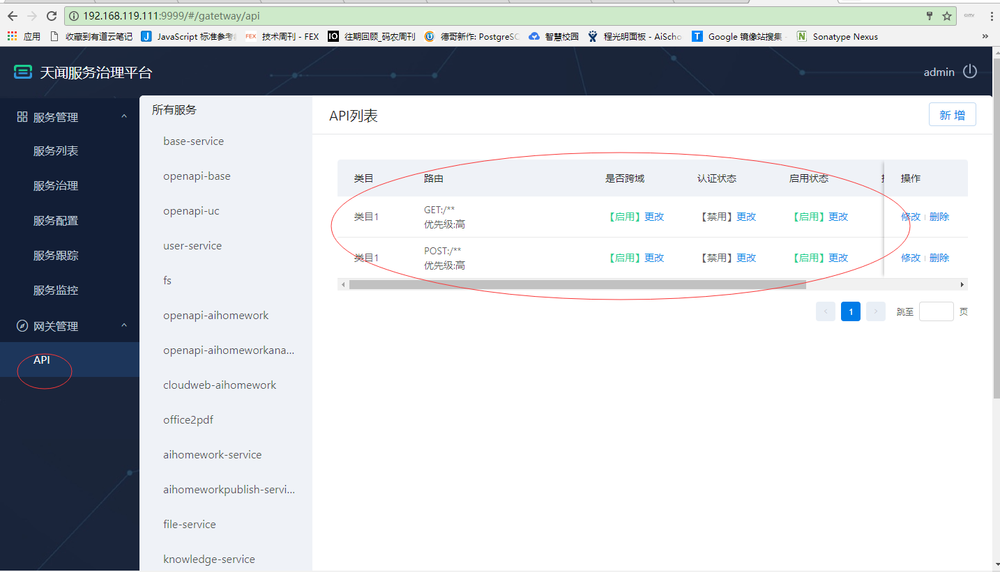 192.168.119.111:9999/#/gatetway/api
应用 收藏到有道云笔记 JavaScript 标准参考 FEX 技术周刊 - FEX IO 往期回顾_码农周刊 德哥新作: PostgreSC 智慧校园 程光明面板 - AiScho T Google 镜像站搜集 N Sonatype Nexus »
天闾服务治理平台
admin
服务管理
服务列表
服务治理
服务配置
服务跟踪
服务监控
网关管理
API
所有服务
base-service
openapi-base
openapi-uc
user-service
fs
openapi-aihomework
openapi-aihomeworkana...
cloudweb-aihomework
office2pdf
aihomework-service
aihomeworkpublish-servi...
file-service
knowledge-service
API列表
新 增
类目 路由 是否跨域 认证状态 启用状态 操作
类目1 GET:/** 【启用】更改 【禁用】更改 【启用】更改 修改 删除
优先级:高
类目1 POST:/** 【启用】更改 【禁用】更改 【启用】更改 修改 删除
优先级:高
< 1 > 跳至 页